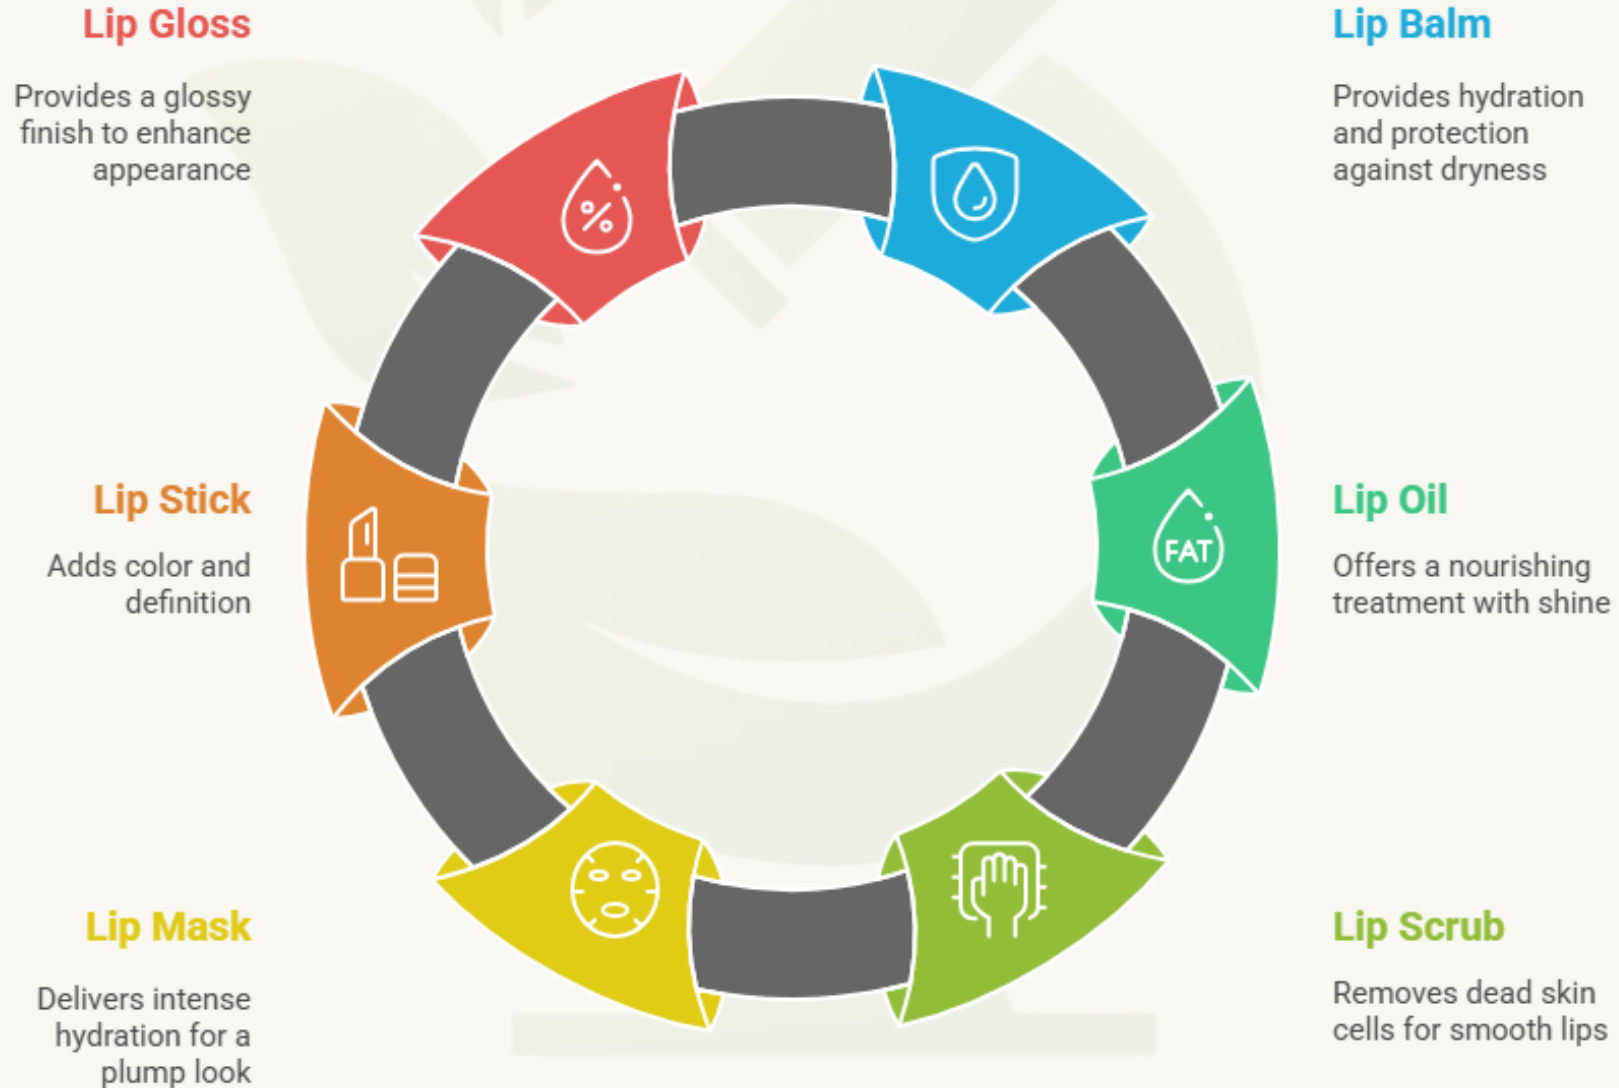 Lip Gloss
Provides a glossy
finish to enhance
appearance
Lip Balm
Provides hydration
and protection
against dryness
%
Lip Stick
Adds color and
definition
FAT
Lip Oil
Offers a nourishing
treatment with shine
Lip Mask
Delivers intense
hydration for a
plump look
Lip Scrub
Removes dead skin
cells for smooth lips